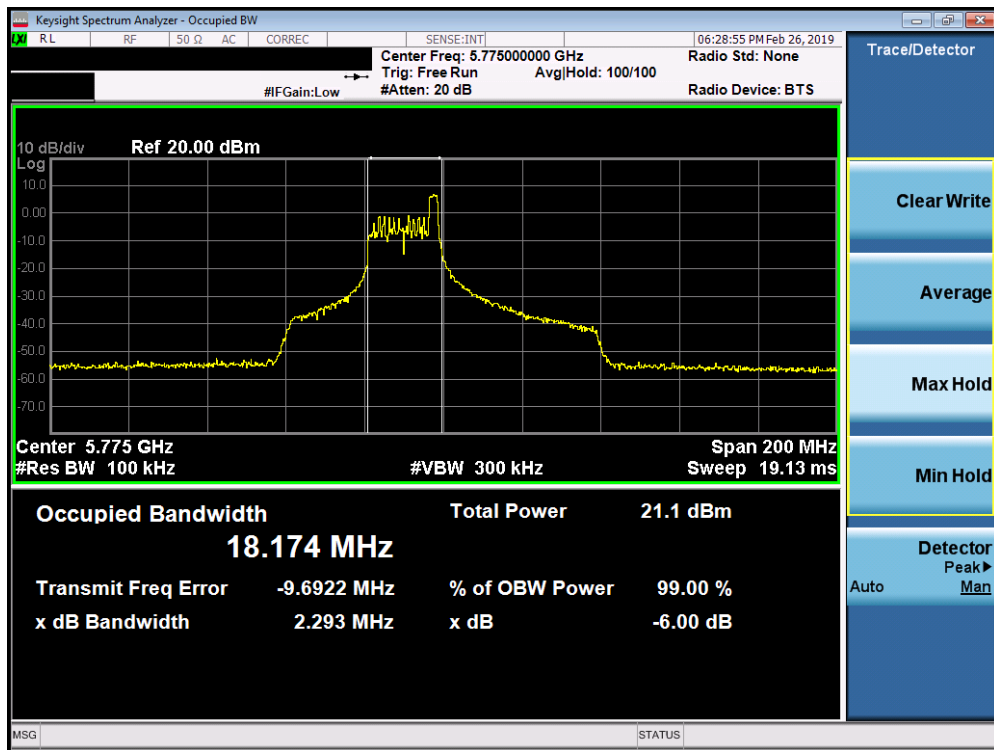 Keysight Spectrum Analyzer - Occupied BW
LXI RL RF 50 Ω AC CORREC SENSE:INT 06:28:55 PM Feb 26, 2019
Center Freq: 5.775000000 GHz Radio Std: None
Trig: Free Run Avg|Hold: 100/100
#IFGain:Low #Atten: 20 dB Radio Device: BTS
10 dB/div Ref 20.00 dBm
Log
10.0
0.00
-10.0
-20.0
-30.0
-40.0
-50.0
-60.0
-70.0
Center 5.775 GHz Span 200 MHz
#Res BW 100 kHz #VBW 300 kHz Sweep 19.13 ms
Occupied Bandwidth Total Power 21.1 dBm
18.174 MHz
Transmit Freq Error -9.6922 MHz % of OBW Power 99.00 %
x dB Bandwidth 2.293 MHz x dB -6.00 dB
MSG STATUS
Trace/Detector
Clear Write
Average
Max Hold
Min Hold
Detector
Peak▶
Auto Man